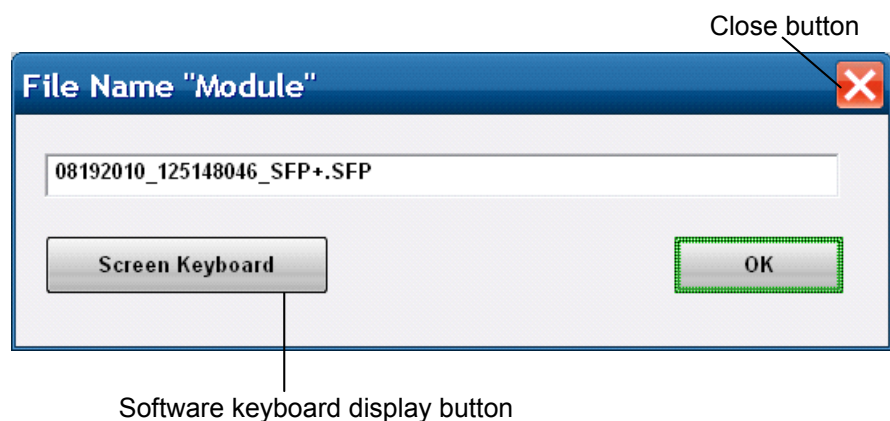 Close button
File Name "Module"
08192010_125148046_SFP+.SFP
Screen Keyboard
OK
Software keyboard display button